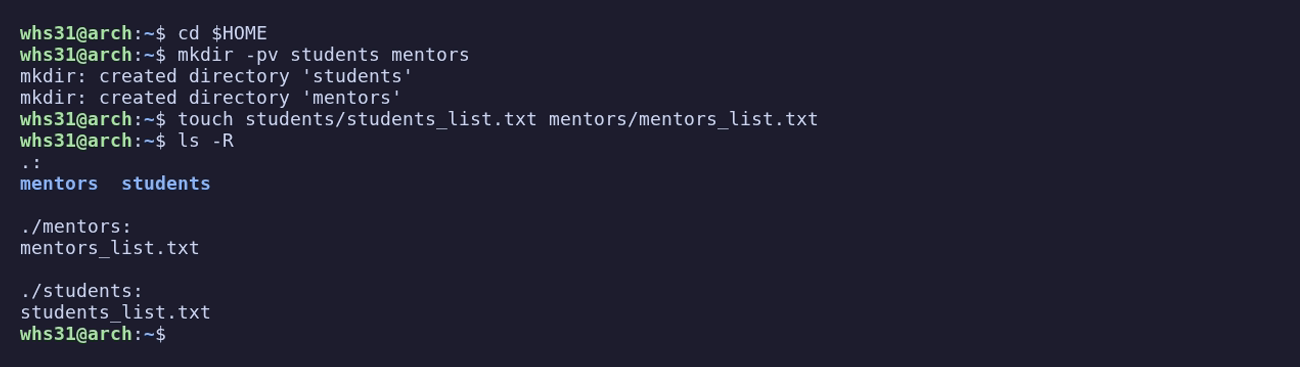 whs31@arch:~$ cd $HOME
whs31@arch:~$ mkdir -pv students mentors
mkdir: created directory 'students'
mkdir: created directory 'mentors'
whs31@arch:~$ touch students/students_list.txt mentors/mentors_list.txt
whs31@arch:~$ ls -R
.:
mentors  students

./mentors:
mentors_list.txt

./students:
students_list.txt
whs31@arch:~$